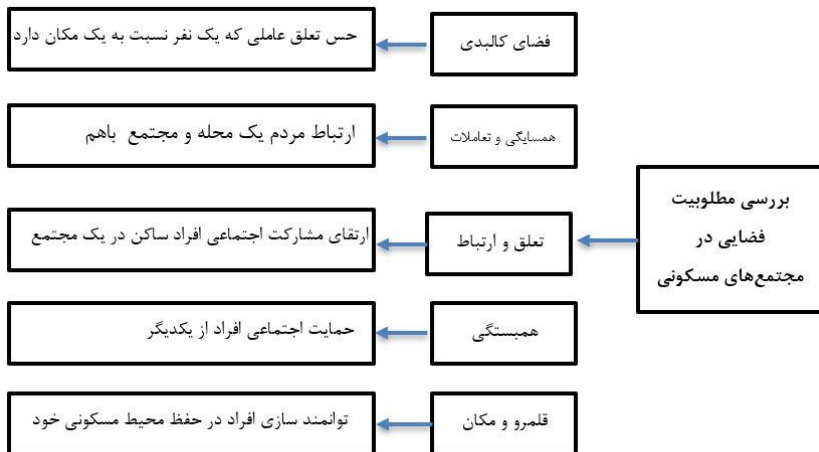 بررسی مطلوبیت
فضایی در
مجتمع‌های مسکونی
فضای کالبدی
حس تعلق عاملی که یک نفر نسبت به یک مکان دارد
همسایگی و تعاملات
ارتباط مردم یک محله و مجتمع باهم
تعلق و ارتباط
ارتقای مشارکت اجتماعی افراد ساکن در یک مجتمع
همبستگی
حمایت اجتماعی افراد از یکدیگر
قلمرو و مکان
توانمند سازی افراد در حفظ محیط مسکونی خود